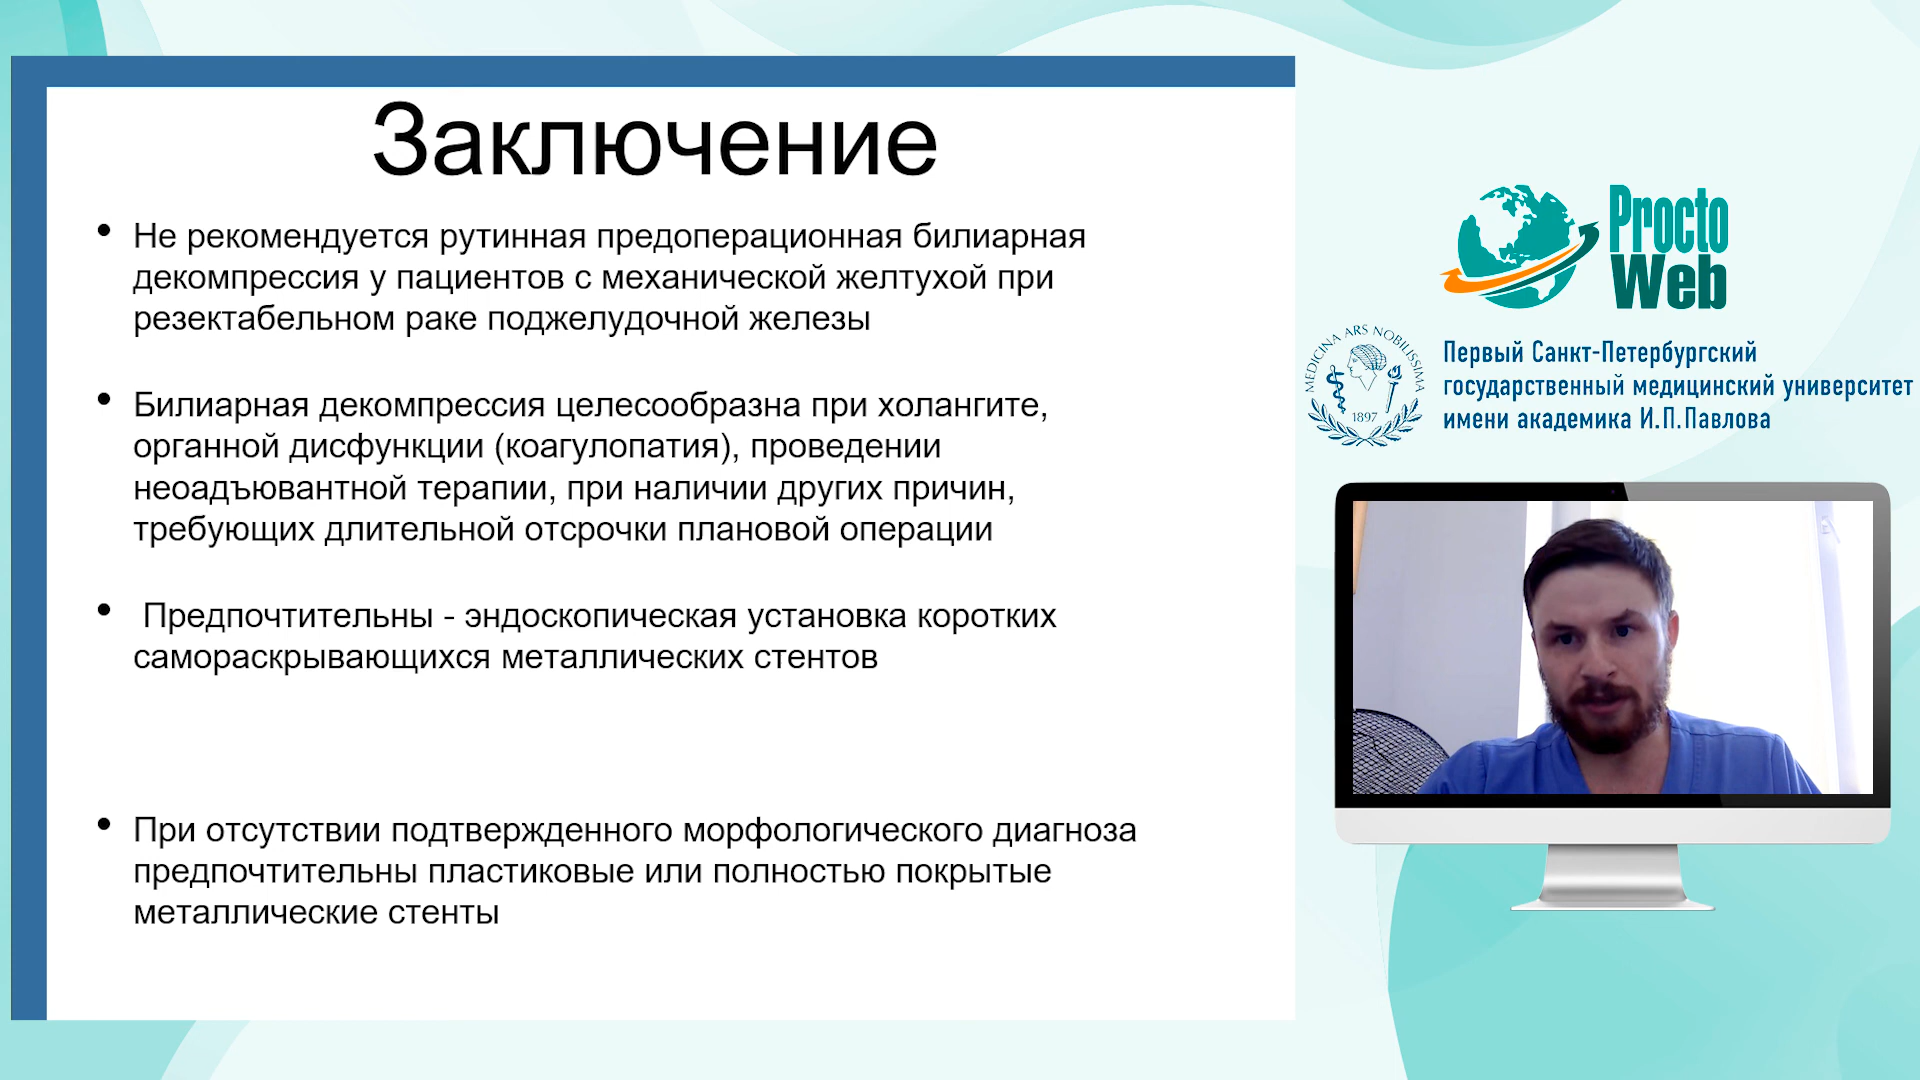 Заключение
• Не рекомендуется рутинная предоперационная билиарная
декомпрессия у пациентов с механической желтухой при
резектабельном раке поджелудочной железы
• Билиарная декомпрессия целесообразна при холангите,
органной дисфункции (коагулопатия), проведении
неоадъювантной терапии, при наличии других причин,
требующих длительной отсрочки плановой операции
• Предпочтительны - эндоскопическая установка коротких
самораскрывающихся металлических стентов
• При отсутствии подтвержденного морфологического диагноза
предпочтительны пластиковые или полностью покрытые
металлические стенты
Procto
Web
MEDICINA ARS NOBILISSIMA
1897
Первый Санкт-Петербургский
государственный медицинский университет
имени академика И.П.Павлова